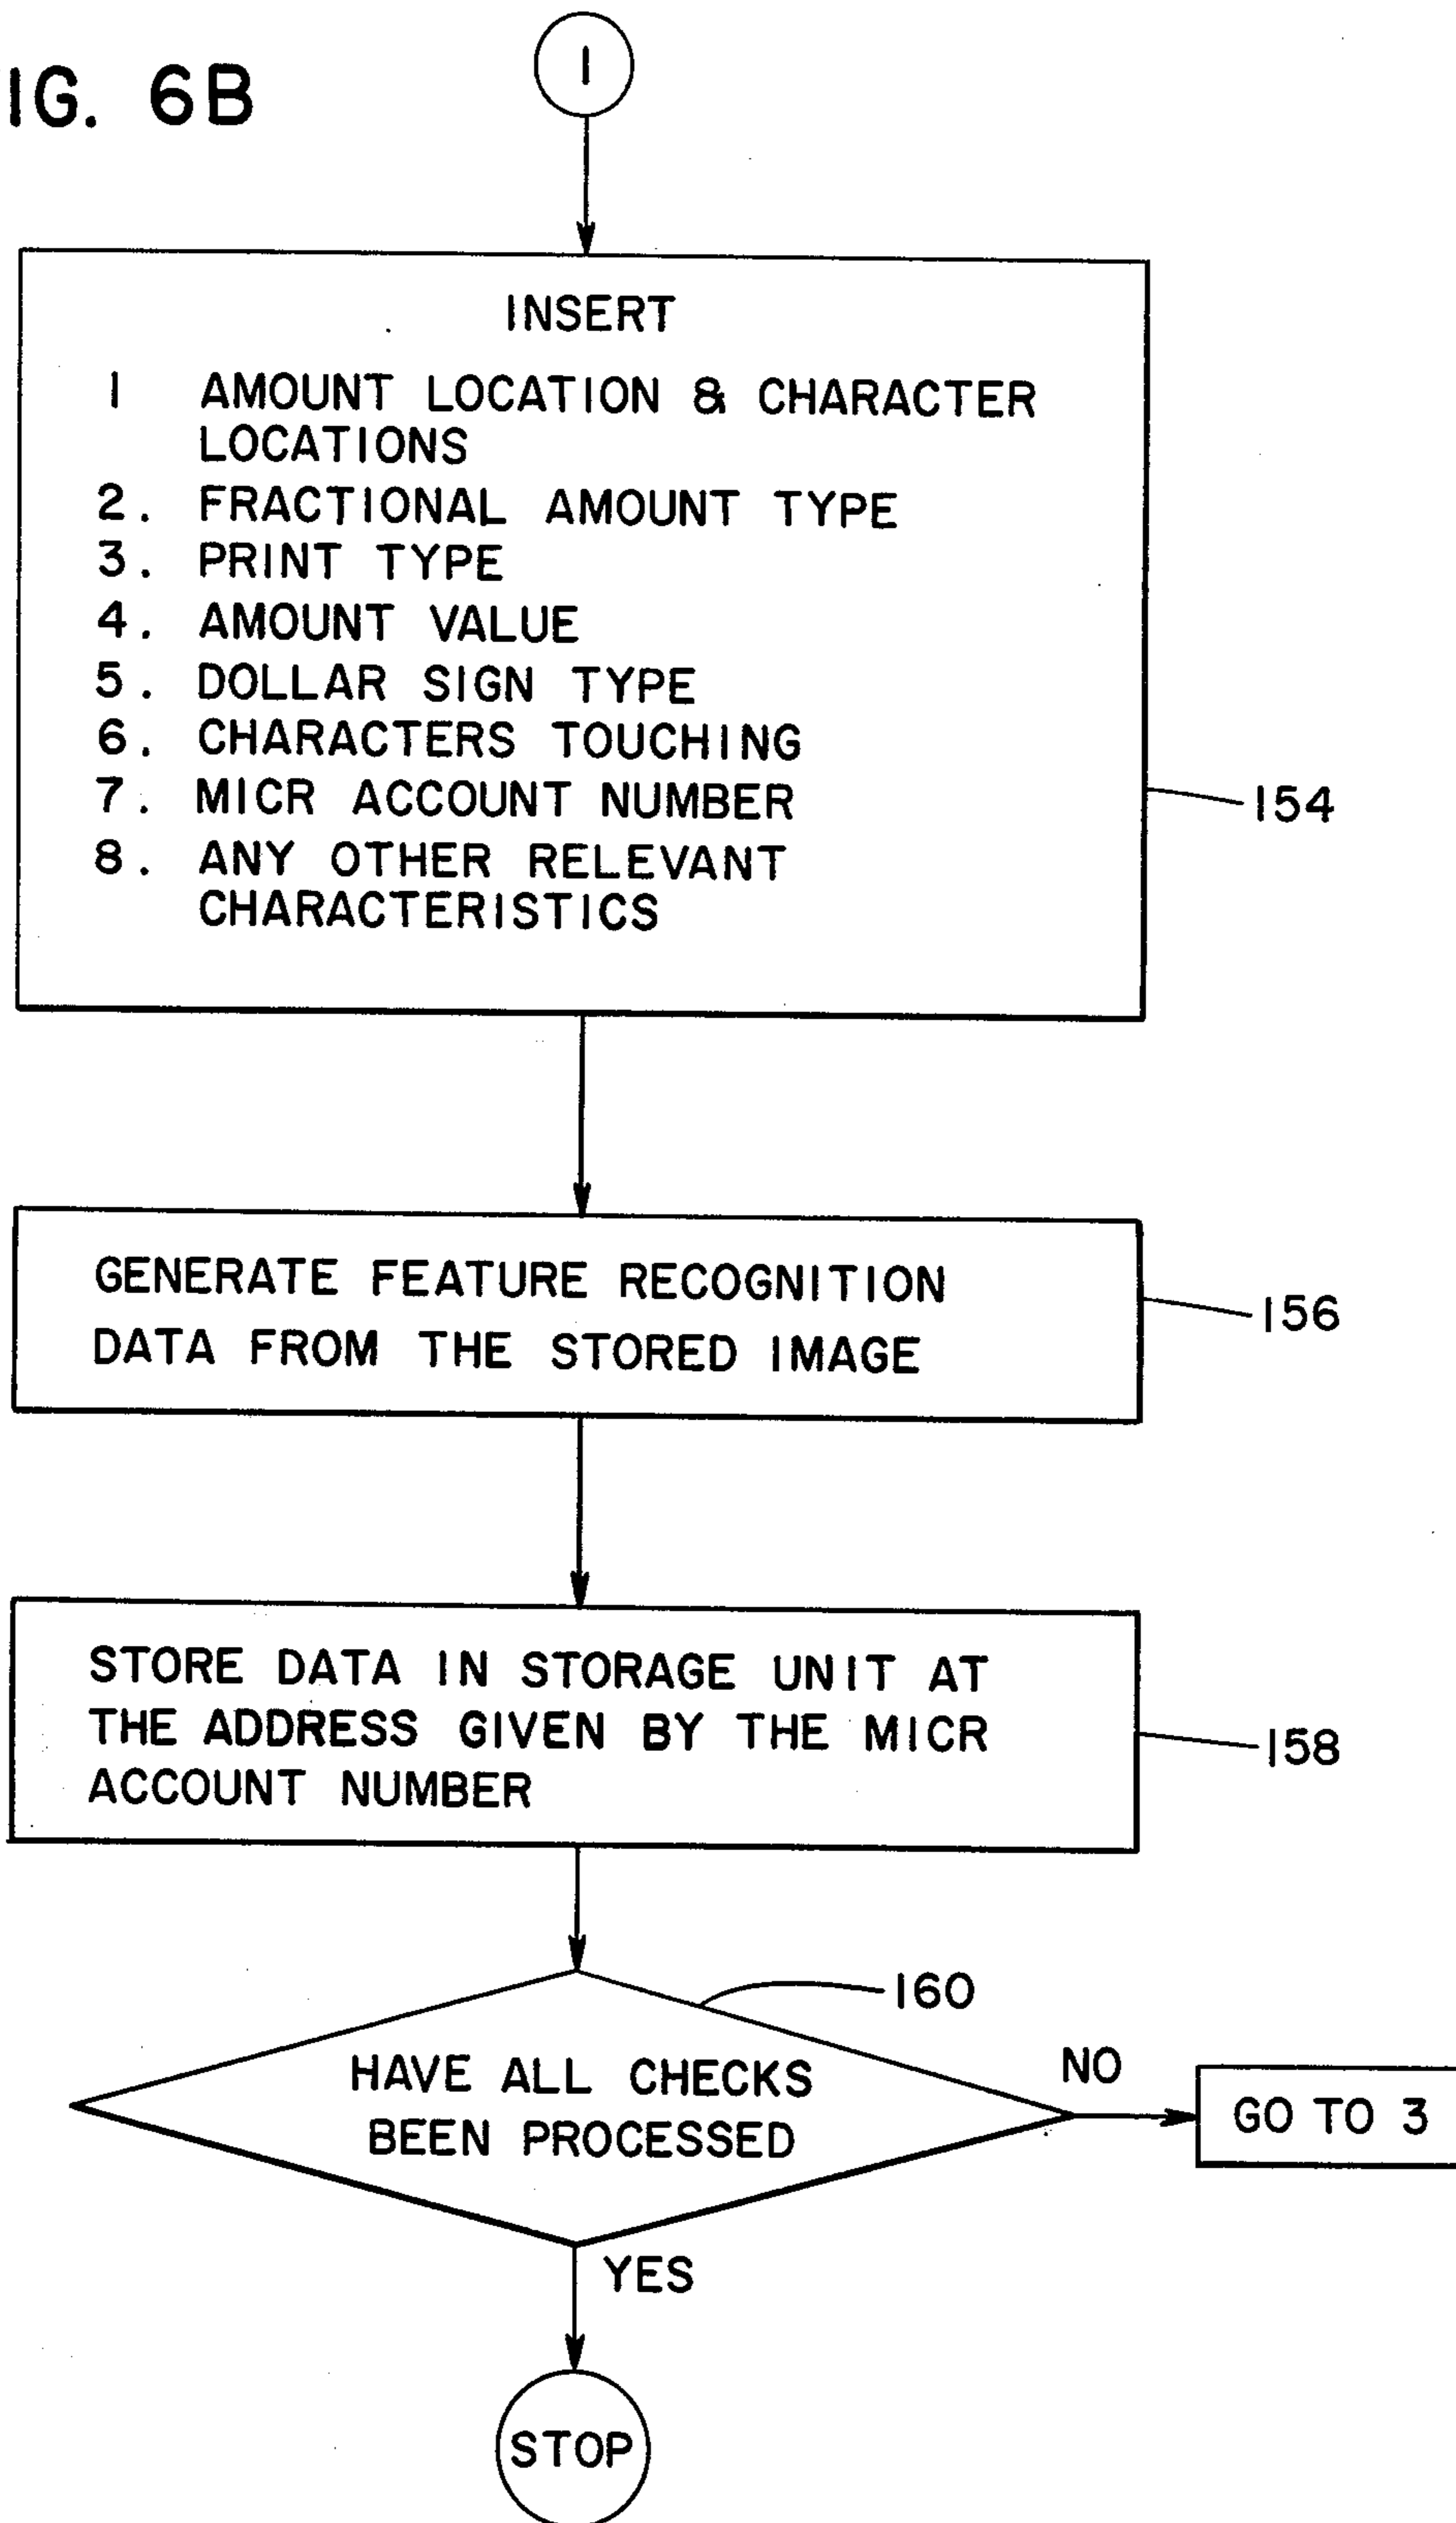 IG. 6B
1
INSERT
1 AMOUNT LOCATION & CHARACTER
LOCATIONS
2. FRACTIONAL AMOUNT TYPE
3. PRINT TYPE
4. AMOUNT VALUE
5. DOLLAR SIGN TYPE
6. CHARACTERS TOUCHING
7. MICR ACCOUNT NUMBER
8. ANY OTHER RELEVANT
CHARACTERISTICS
154
GENERATE FEATURE RECOGNITION
DATA FROM THE STORED IMAGE
156
STORE DATA IN STORAGE UNIT AT
THE ADDRESS GIVEN BY THE MICR
ACCOUNT NUMBER
158
160
HAVE ALL CHECKS
BEEN PROCESSED
NO
GO TO 3
YES
STOP